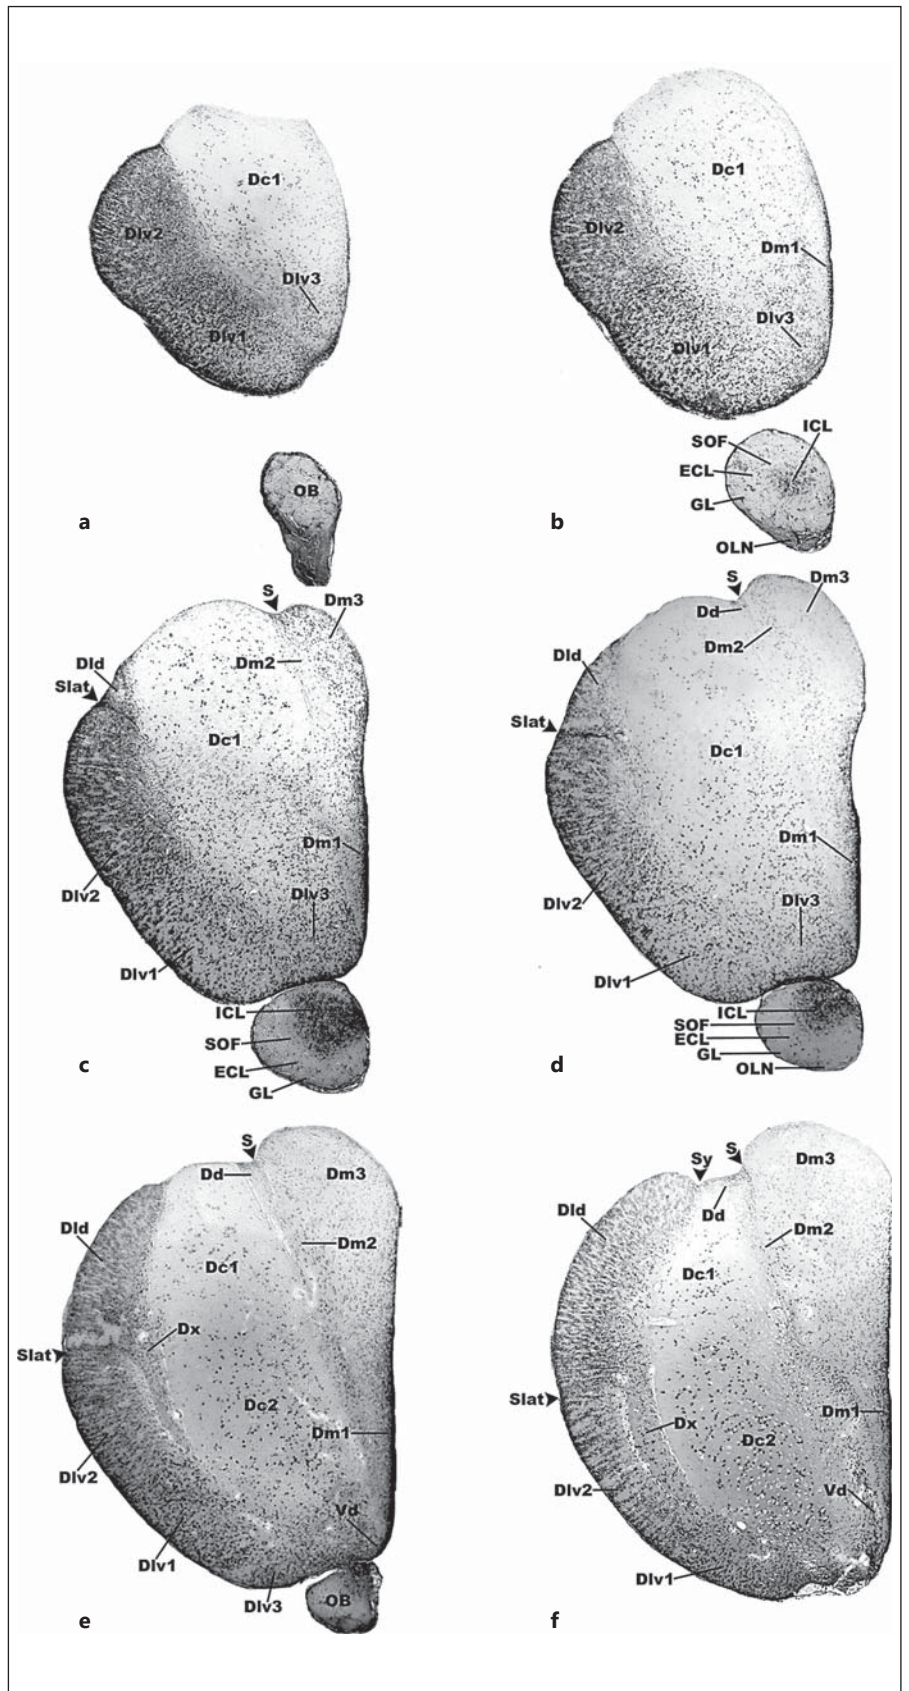 Dc1
Dlv2
Dlv3
Dlv1
OB
a
Dc1
Dlv2
Dm1
Dlv3
Dlv1
ICL
SOF
ECL
GL
OLN
b
S
Dm3
Dm2
Dld
Slat
Dc1
Dm1
Dlv3
Dlv2
Dlv1
ICL
SOF
ECL
GL
c
S
Dm3
Dd
Dm2
Dld
Slat
Dc1
Dm1
Dlv3
Dlv2
Dlv1
ICL
SOF
ECL
GL
OLN
d
S
Dd
Dm3
Dld
Dm2
Dc1
Dx
Slat
Dc2
Dm1
Dlv2
Vd
Dlv1
Dlv3
OB
e
Sy
S
Dm3
Dld
Dd
Dm2
Dc1
Slat
Dm1
Dx
Dc2
Dlv2
Vd
Dlv1
f